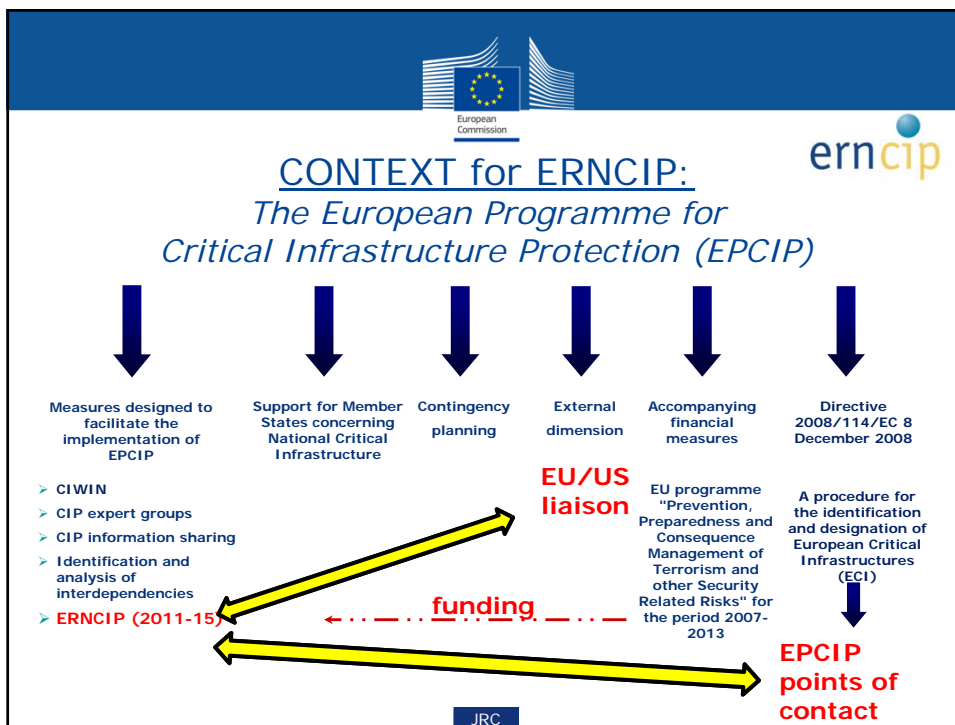 European
Commission
erncip
CONTEXT for ERNCIP:
The European Programme for
Critical Infrastructure Protection (EPCIP)
Measures designed to
facilitate the
implementation of
EPCIP
Support for Member
States concerning
National Critical
Infrastructure
Contingency
planning
External
dimension
Accompanying
financial
measures
Directive
2008/114/EC 8
December 2008
CIWIN
CIP expert groups
CIP information sharing
Identification and
analysis of
interdependencies
ERNCIP (2011-15)
EU/US
liaison
funding
EU programme
"Prevention,
Preparedness and
Consequence
Management of
Terrorism and
other Security
Related Risks" for
the period 2007-
2013
A procedure for
the identification
and designation of
European Critical
Infrastructures
(ECI)
EPCIP
points of
contact
JRC